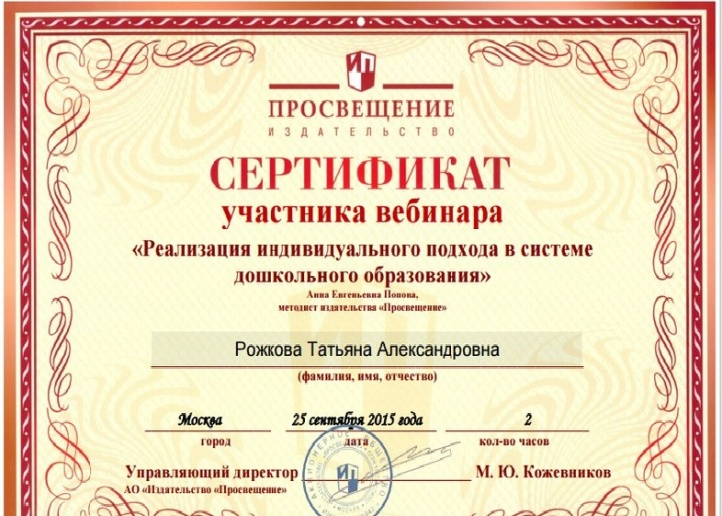 ИП
ПРОСВЕЩЕНИЕ
ИЗДАТЕЛЬСТВО
СЕРТИФИКАТ
участника вебинара
«Реализация индивидуального подхода в системе
дошкольного образования»
Анна Евгеньевна Попова,
методист издательства «Просвещение»
Рожкова Татьяна Александровна
(фамилия, имя, отчество)
Москва 25 сентября 2015 года 2
город дата кол-во часов
Управляющий директор М. Ю. Кожевников
АО «Издательство «Просвещение»